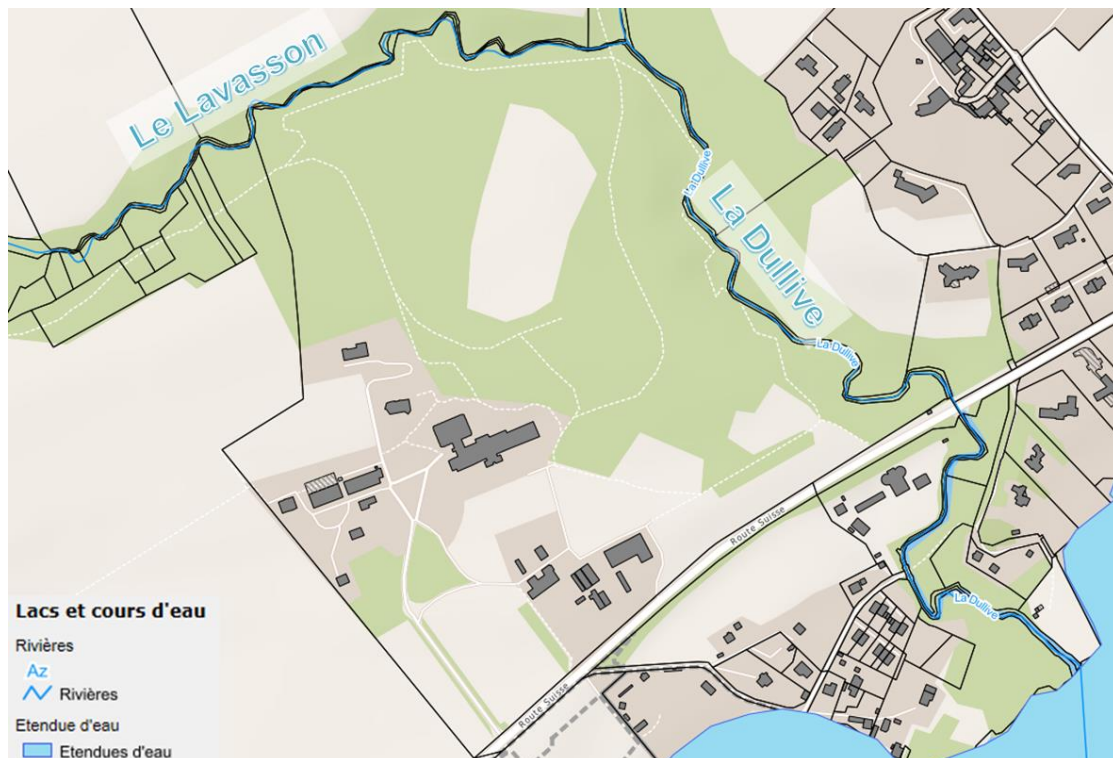 Le Lavasson
La Dullive
La Dullive
La Dullive
Route Suisse
La Dullive
Route Suisse
Lacs et cours d'eau
Rivières
Az
Rivières
Etendue d'eau
Etendues d'eau